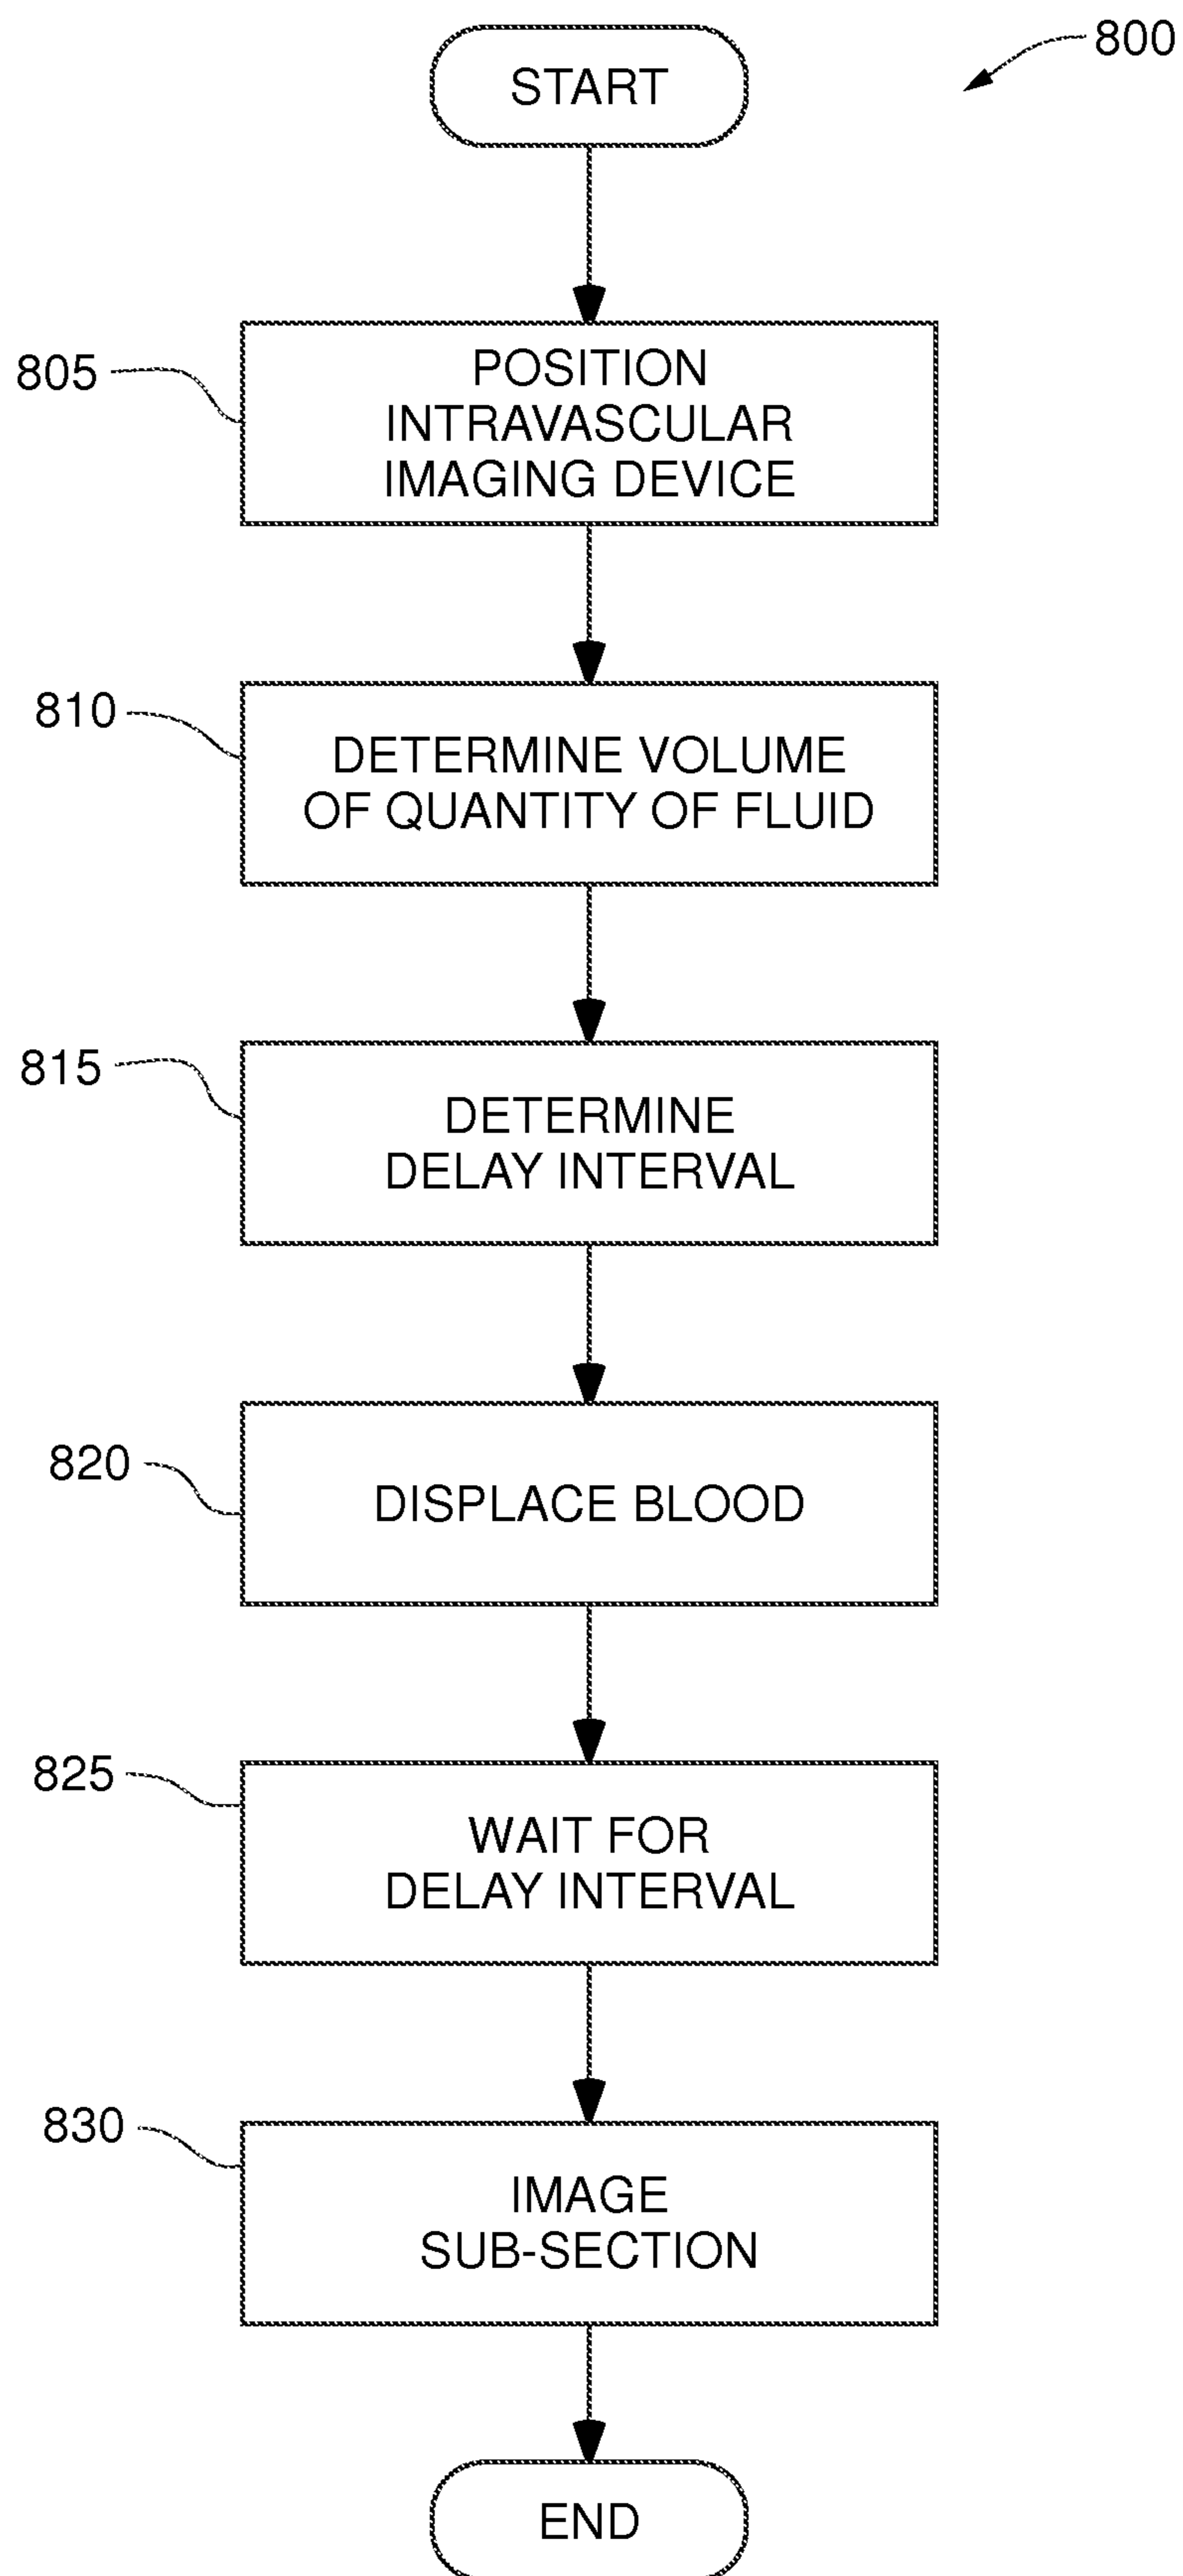 START
800
805
POSITION
INTRAVASCULAR
IMAGING DEVICE
810
DETERMINE VOLUME
OF QUANTITY OF FLUID
815
DETERMINE
DELAY INTERVAL
820
DISPLACE BLOOD
825
WAIT FOR
DELAY INTERVAL
830
IMAGE
SUB-SECTION
END